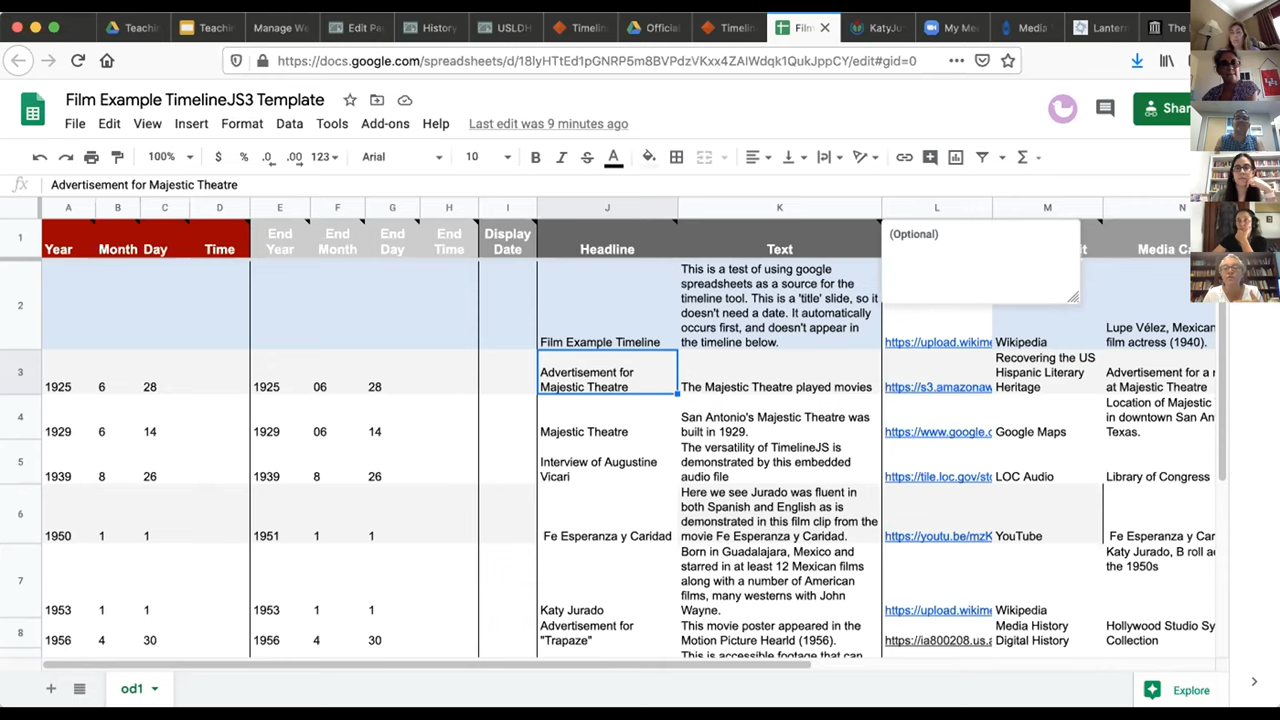 Teachin
Teachin
Manage We
Edit Pa
History
USLDH
Timelin
Official
Timelin
Film
KatyJu
My Me
Media
Lantern
The
https://docs.google.com/spreadsheets/d/18IyHTtEd1pGNRP5m8BVPdzVKxx4ZAIWdqk1QukJppCY/edit#gid=0
Film Example TimelineJS3 Template
File Edit View Insert Format Data Tools Add-ons Help Last edit was 9 minutes ago
Shar
100% $ % .0 .00 123 Arial 10 B I S A
fx Advertisement for Majestic Theatre
A B C D E F G H I J K L M N
1 Year Month Day Time End Year End Month End Day End Time Display Date Headline Text Media Ca
(Optional)
2
Film Example Timeline
This is a test of using google
spreadsheets as a source for the
timeline tool. This is a 'title' slide, so it
doesn't need a date. It automatically
occurs first, and doesn't appear in
the timeline below.
https://upload.wikime
Wikipedia
Lupe Vélez, Mexican
film actress (1940).
3
1925 6 28 1925 06 28
Advertisement for
Majestic Theatre
The Majestic Theatre played movies
https://s3.amazonaw
Recovering the US
Hispanic Literary
Heritage
Advertisement for a r
at Majestic Theatre
4
1929 6 14 1929 06 14
Majestic Theatre
San Antonio's Majestic Theatre was
built in 1929.
https://www.google.c
Google Maps
Location of Majestic
in downtown San An
Texas.
5
1939 8 26 1939 8 26
Interview of Augustine
Vicari
The versatility of TimelineJS is
demonstrated by this embedded
audio file
https://tile.loc.gov/sto
LOC Audio
Library of Congress
6
1950 1 1 1951 1 1
Fe Esperanza y Caridad
Here we see Jurado was fluent in
both Spanish and English as is
demonstrated in this film clip from the
movie Fe Esperanza y Caridad.
https://youtu.be/mzK
YouTube
Fe Esperanza y Car
7
1953 1 1 1953 1 1
Katy Jurado
Born in Guadalajara, Mexico and
starred in at least 12 Mexican films
along with a number of American
films, many westerns with John
Wayne.
https://upload.wikime
Wikipedia
Katy Jurado, B roll ac
the 1950s
8
1956 4 30 1956 4 30
Advertisement for
"Trapaze"
This movie poster appeared in the
Motion Picture Hearld (1956).
https://ia800208.us.a
Media History
Digital History
Hollywood Studio Sy
Collection
This is accessible footage that can
od1
Explore